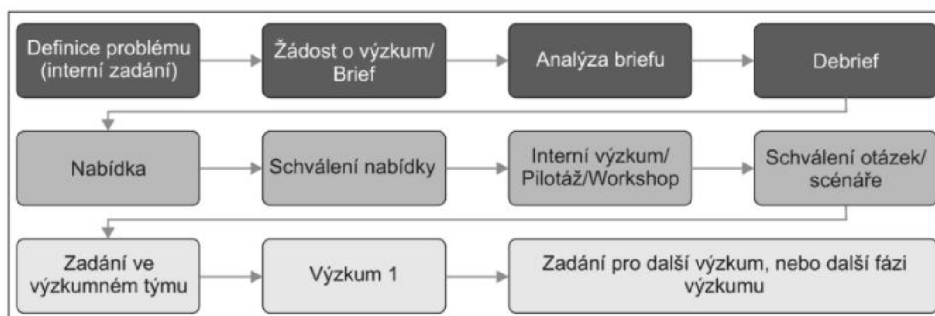 Definice problému
(interní zadání)
Žádost o výzkum/
Brief
Analýza briefu
Debrief
Nabídka
Schválení nabídky
Interní výzkum/
Pilotáž/Workshop
Schválení otázek/
scénáře
Zadání ve
výzkumném týmu
Výzkum 1
Zadání pro další výzkum, nebo další fázi
výzkumu